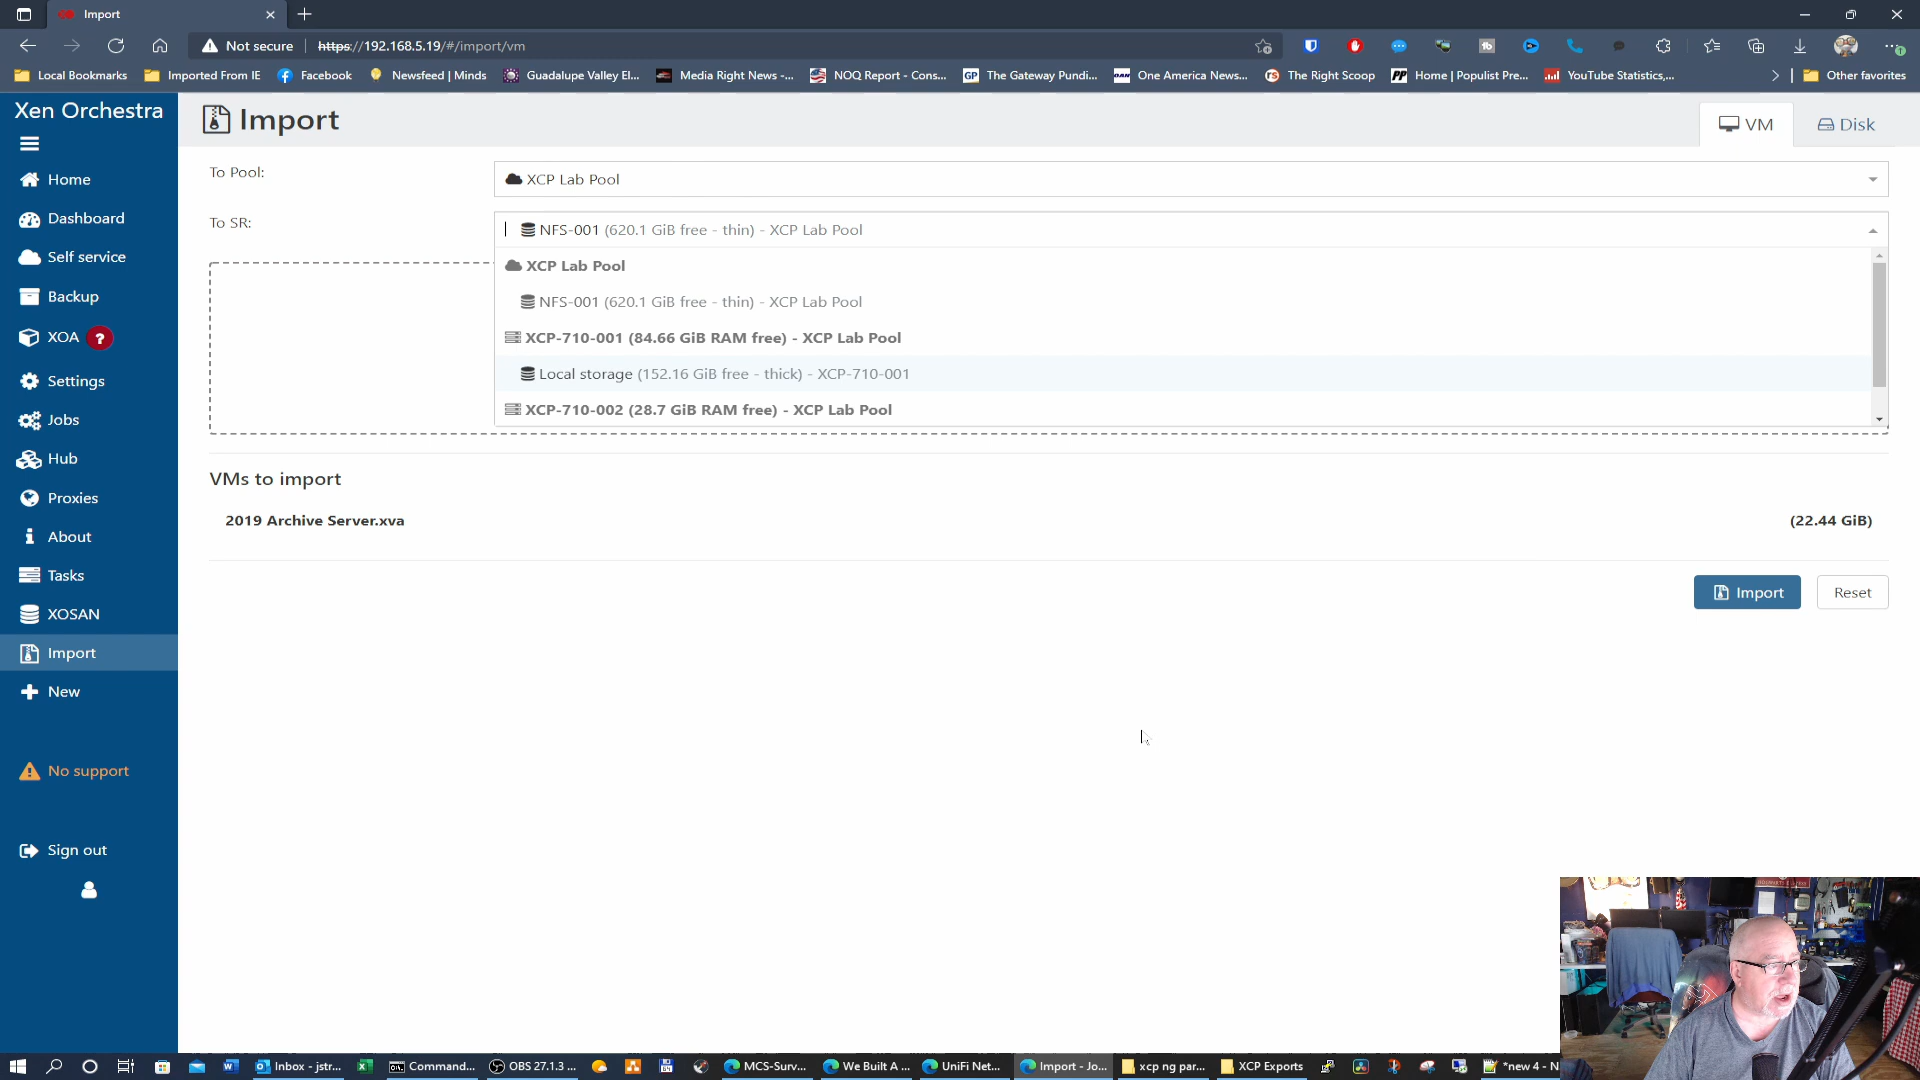 Import
Not secure
https://192.168.5.19/#/import/vm
Local Bookmarks
Imported From IE
Facebook
Newsfeed | Minds
Guadalupe Valley El...
Media Right News -...
NOQ Report - Cons...
GP The Gateway Pundi...
OAN One America News...
The Right Scoop
PP Home | Populist Pre...
YouTube Statistics,...
Other favorites
Xen Orchestra
Import
VM
Disk
Home
Dashboard
Self service
Backup
XOA ?
Settings
Jobs
Hub
Proxies
About
Tasks
XOSAN
Import
New
No support
Sign out
To Pool:
XCP Lab Pool
To SR:
NFS-001 (620.1 GiB free - thin) - XCP Lab Pool
XCP Lab Pool
NFS-001 (620.1 GiB free - thin) - XCP Lab Pool
XCP-710-001 (84.66 GiB RAM free) - XCP Lab Pool
Local storage (152.16 GiB free - thick) - XCP-710-001
XCP-710-002 (28.7 GiB RAM free) - XCP Lab Pool
VMs to import
2019 Archive Server.xva
(22.44 GiB)
Import
Reset
Inbox - jstr...
Command...
OBS 27.1.3 ...
MCS-Surv...
We Built A ...
UniFi Net...
Import - Jo...
xcp ng par...
XCP Exports
*new 4 - N